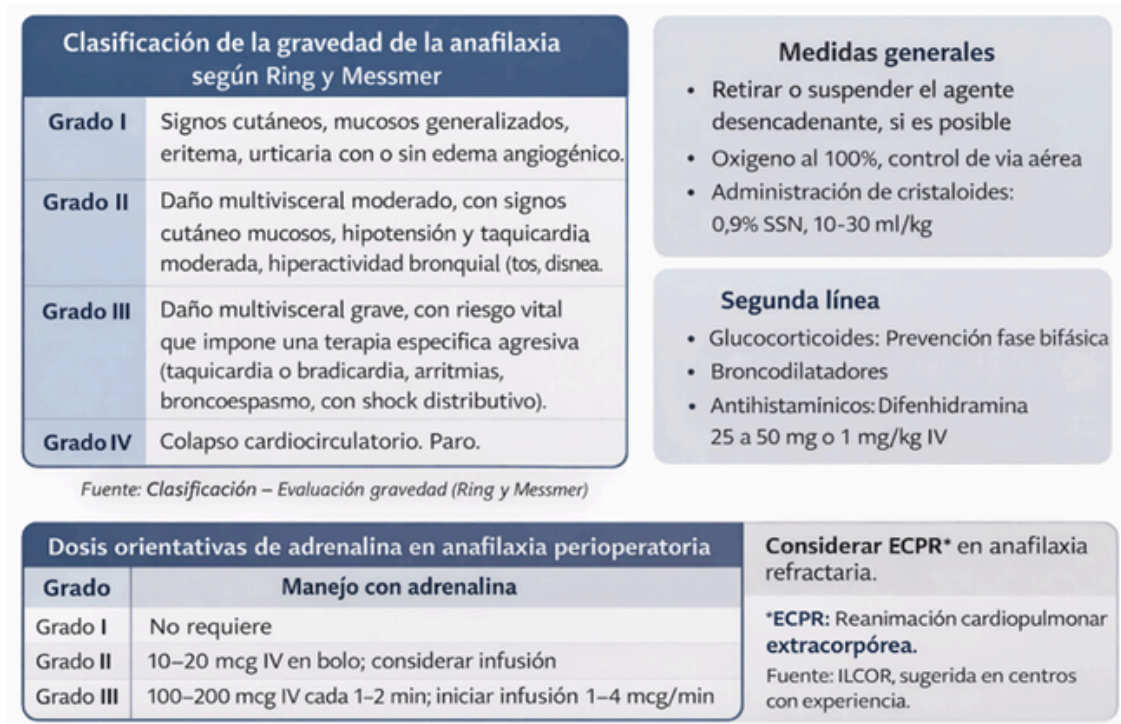 Clasificación de la gravedad de la anafilaxia
según Ring y Messmer
Grado I
Signos cutáneos, mucosos generalizados,
eritema, urticaria con o sin edema angiogénico.
Grado II
Daño multivisceral moderado, con signos
cutáneo mucosos, hipotensión y taquicardia
moderada, hiperactividad bronquial (tos, disnea.
Grado III
Daño multivisceral grave, con riesgo vital
que impone una terapia especifica agresiva
(taquicardia o bradicardia, arritmias,
broncoespasmo, con shock distributivo).
Grado IV
Colapso cardiocirculatorio. Paro.
Fuente: Clasificación – Evaluación gravedad (Ring y Messmer)
Medidas generales
• Retirar o suspender el agente
desencadenante, si es posible
• Oxigeno al 100%, control de via aérea
• Administración de cristaloides:
0,9% SSN, 10-30 ml/kg
Segunda línea
• Glucocorticoides: Prevención fase bifásica
• Broncodilatadores
• Antihistamínicos: Difenhidramina
25 a 50 mg o 1 mg/kg IV
Dosis orientativas de adrenalina en anafilaxia perioperatoria
Grado
Manejo con adrenalina
Grado I
No requiere
Grado II
10–20 mcg IV en bolo; considerar infusión
Grado III
100–200 mcg IV cada 1–2 min; iniciar infusión 1–4 mcg/min
Considerar ECPR* en anafilaxia
refractaria.
*ECPR: Reanimación cardiopulmonar
extracorpórea.
Fuente: ILCOR, sugerida en centros
con experiencia.